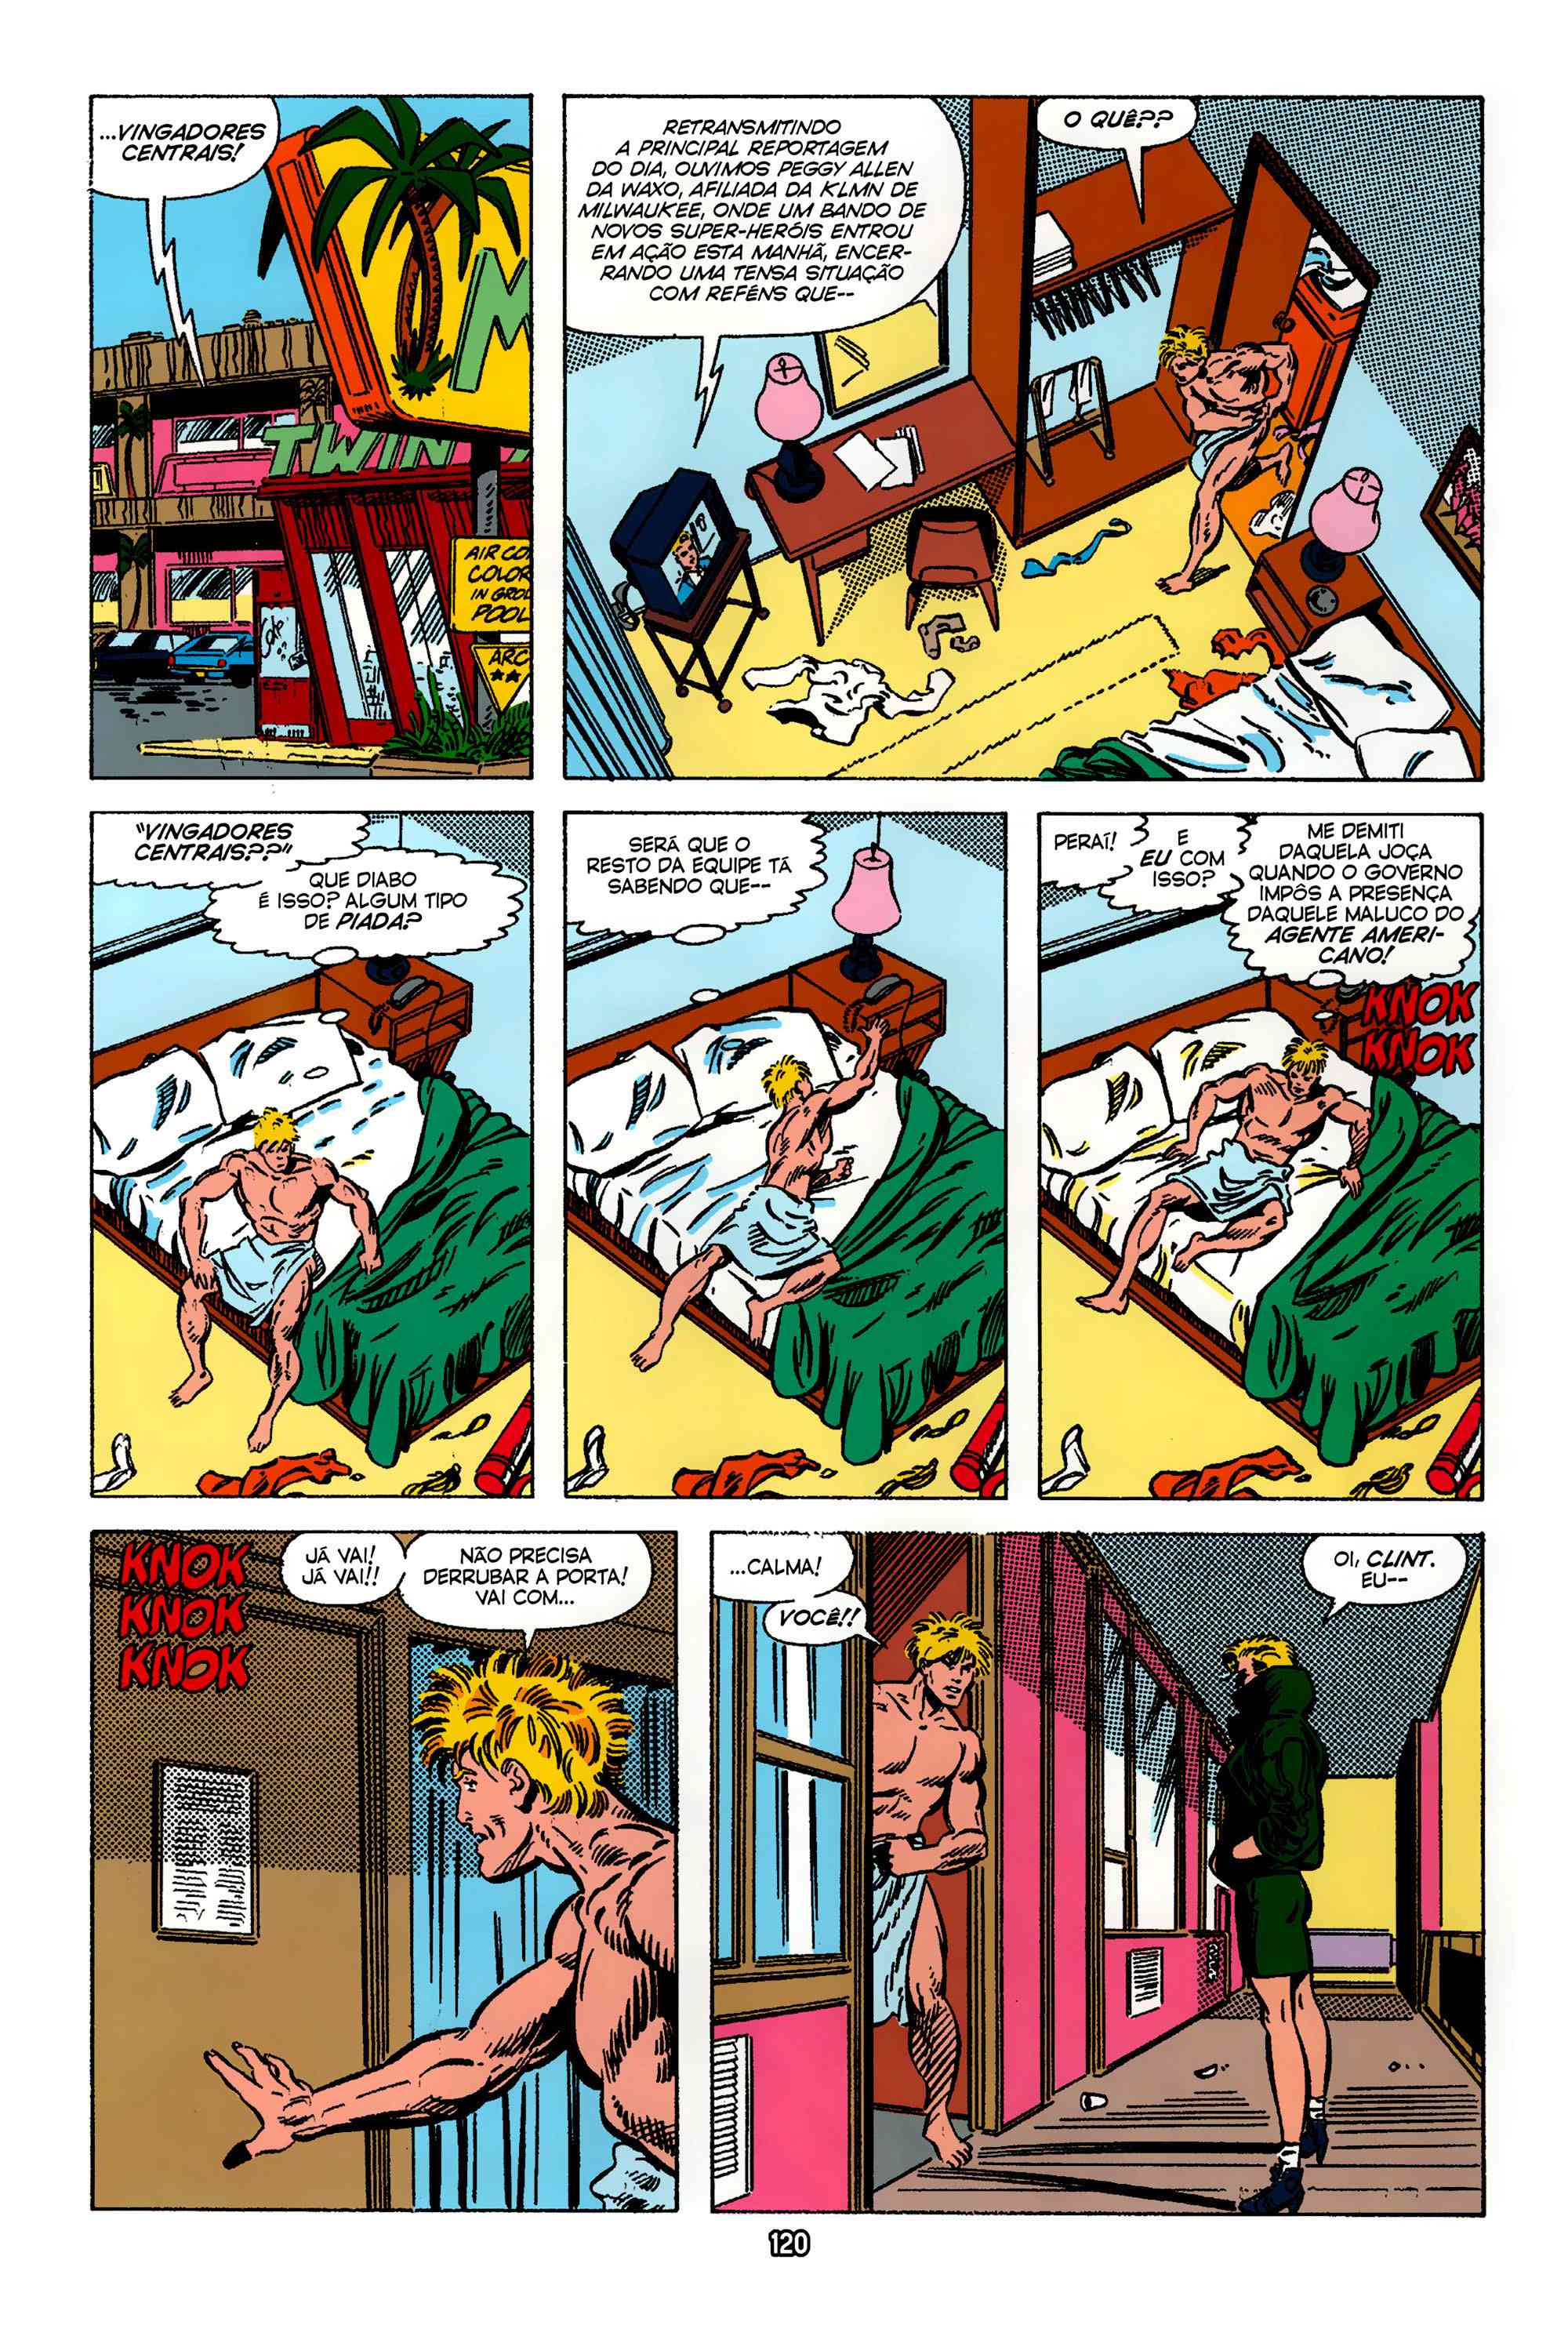 ...VINGADORES
CENTRAIS!
M
TWIN
AIR CO
COLOR
IN GRO
POOL
ARC
RETRANSMITINDO
A PRINCIPAL REPORTAGEM
DO DIA, OUVIMOS PEGGY ALLEN
DA WAXO, AFILIADA DA KLMN DE
MILWAUKEE, ONDE UM BANDO DE
NOVOS SUPER-HERÓIS ENTROU
EM AÇÃO ESTA MANHÃ, ENCER-
RANDO UMA TENSA SITUAÇÃO
COM REFÉNS QUE--
O QUÊ??
"VINGADORES
CENTRAIS??"
QUE DIABO
É ISSO? ALGUM TIPO
DE PIADA?
SERÁ QUE O
RESTO DA EQUIPE TÁ
SABENDO QUE--
PERAÍ!
E
EU COM
ISSO?
ME DEMITI
DAQUELA JOÇA
QUANDO O GOVERNO
IMPÔS A PRESENÇA
DAQUELE MALUCO DO
AGENTE AMERI-
CANO!
KNOK
KNOK
KNOK
KNOK
KNOK
JÁ VAI!
JÁ VAI!!
NÃO PRECISA
DERRUBAR A PORTA!
VAI COM...
...CALMA!
VOCÊ!!
OI, CLINT.
EU--
120